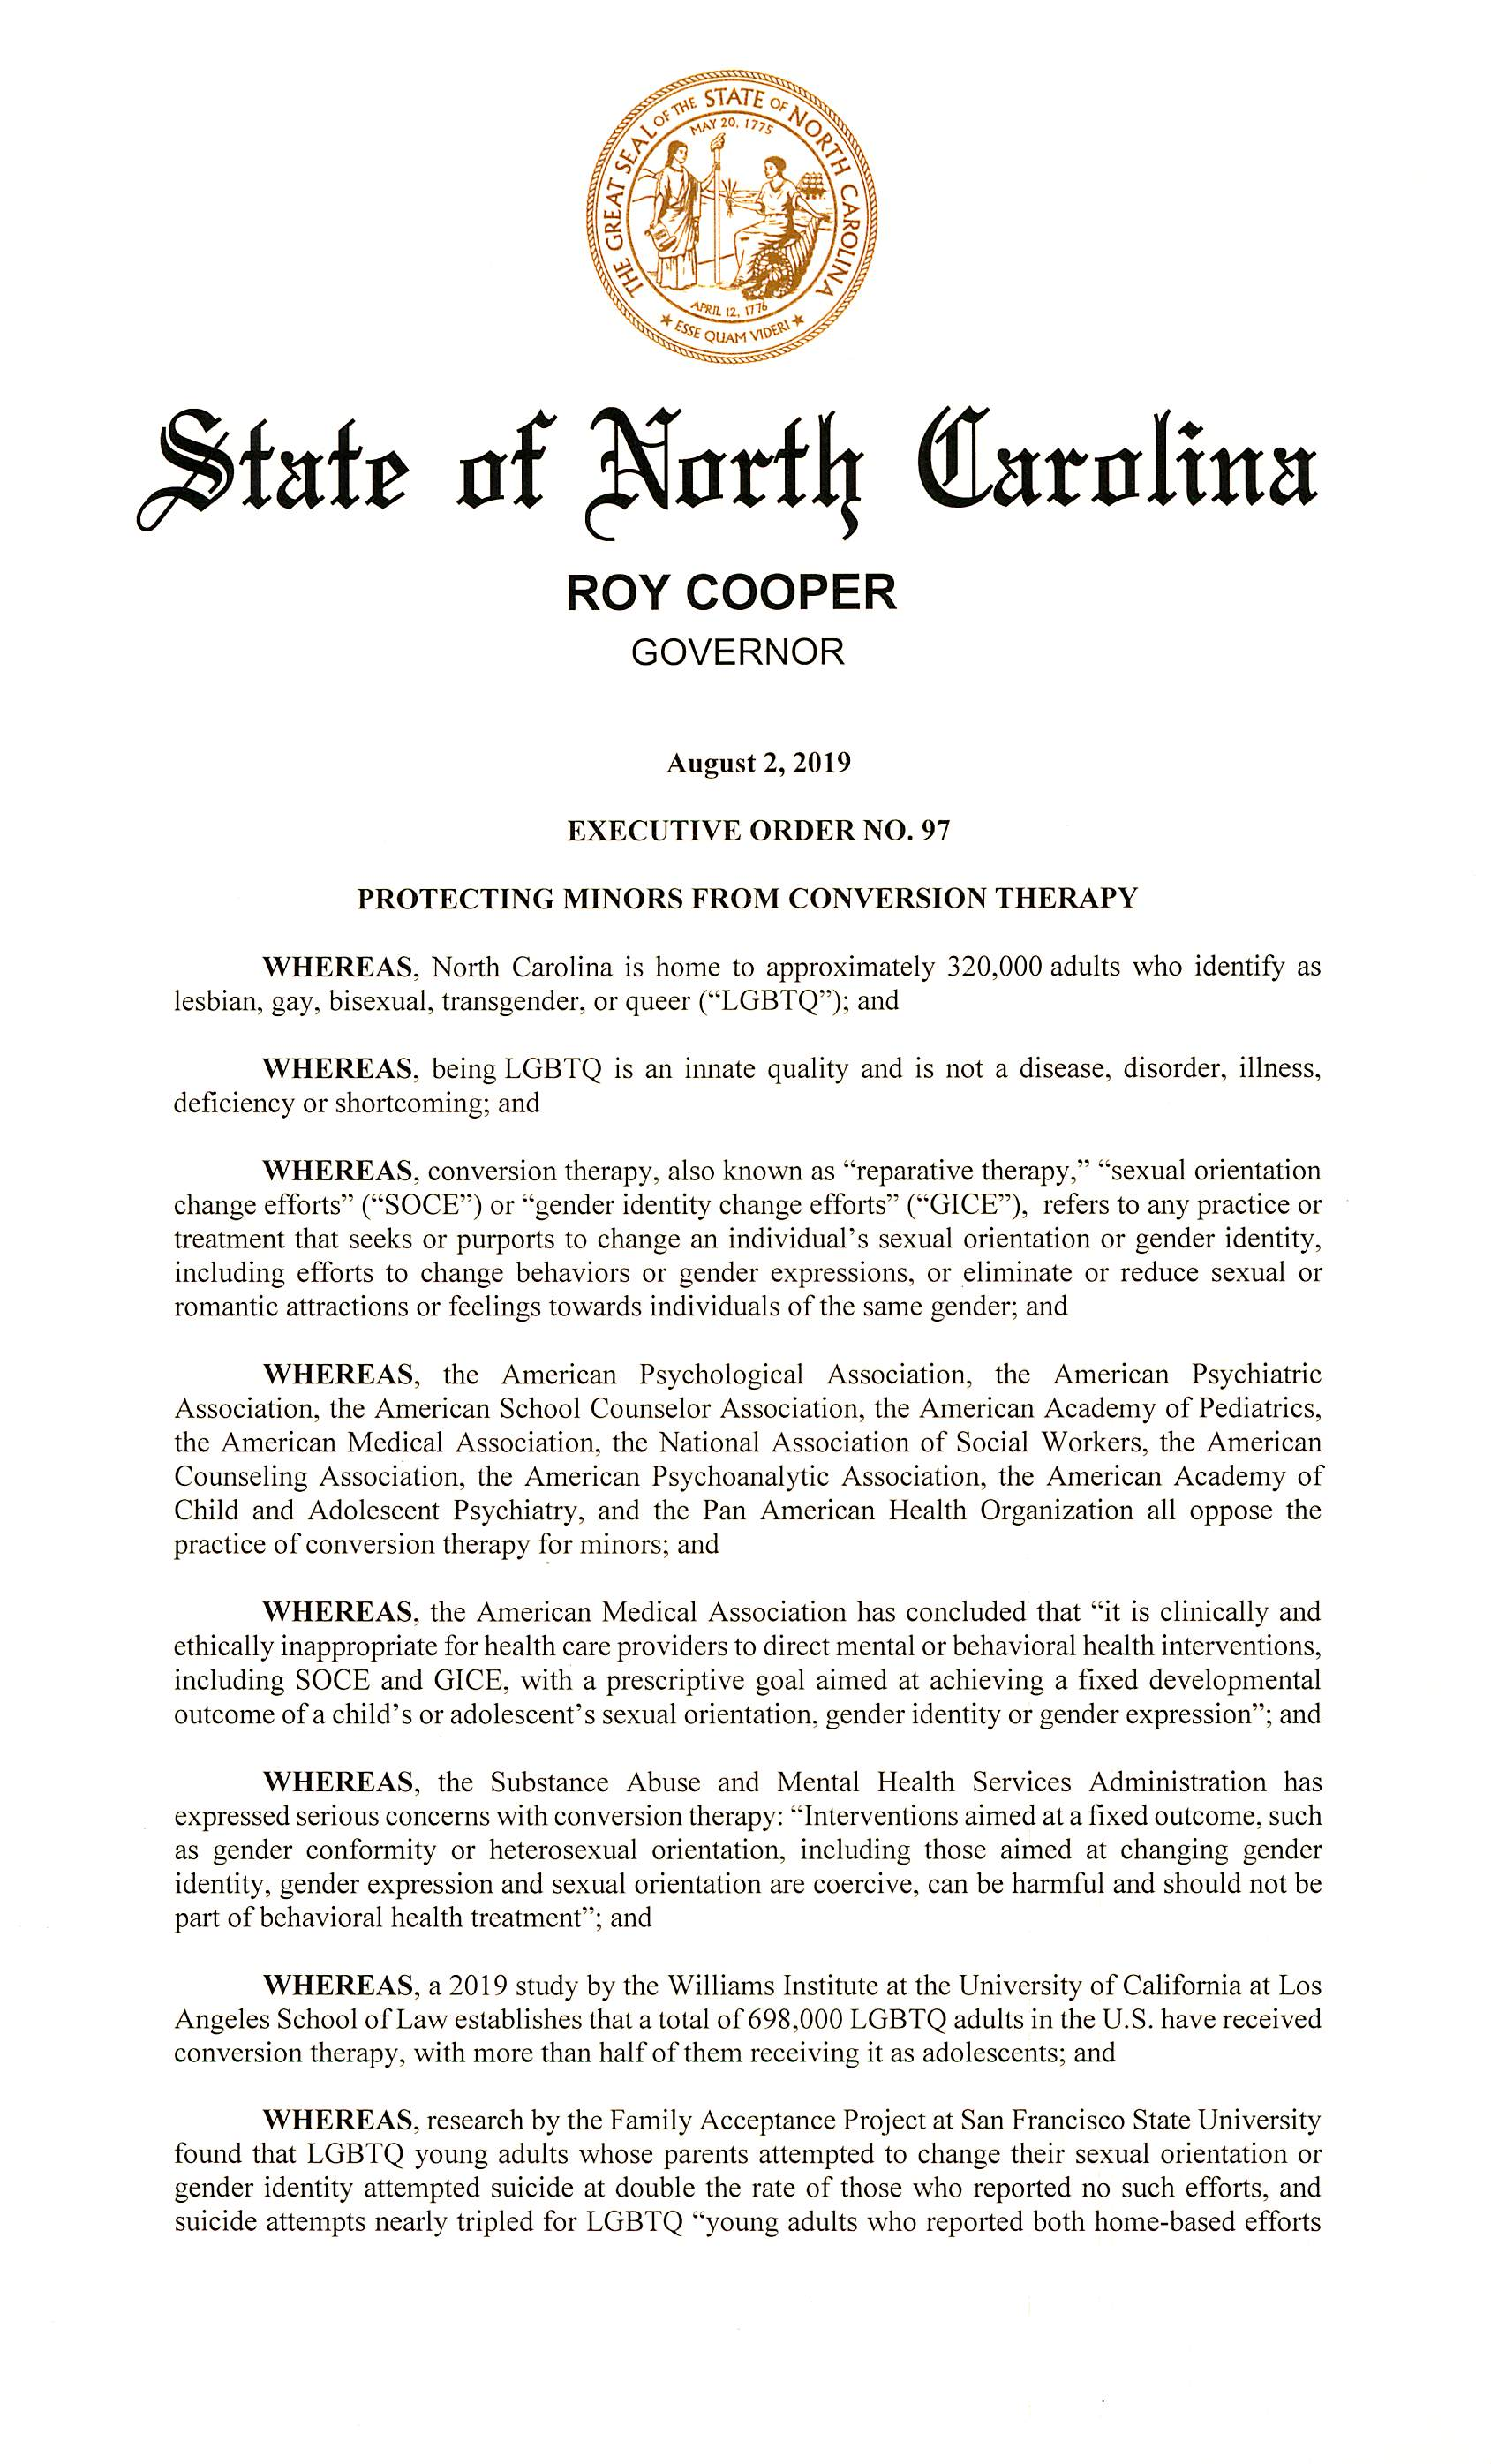 THE GREAT SEAL OF THE STATE OF NORTH CAROLINA
MAY 20, 1775
APRIL 12, 1776
★ ESSE QUAM VIDERI ★
State of North Carolina
ROY COOPER
GOVERNOR
August 2, 2019
EXECUTIVE ORDER NO. 97
PROTECTING MINORS FROM CONVERSION THERAPY
WHEREAS, North Carolina is home to approximately 320,000 adults who identify as
lesbian, gay, bisexual, transgender, or queer (“LGBTQ”); and
WHEREAS, being LGBTQ is an innate quality and is not a disease, disorder, illness,
deficiency or shortcoming; and
WHEREAS, conversion therapy, also known as “reparative therapy,” “sexual orientation
change efforts” (“SOCE”) or “gender identity change efforts” (“GICE”), refers to any practice or
treatment that seeks or purports to change an individual’s sexual orientation or gender identity,
including efforts to change behaviors or gender expressions, or eliminate or reduce sexual or
romantic attractions or feelings towards individuals of the same gender; and
WHEREAS, the American Psychological Association, the American Psychiatric
Association, the American School Counselor Association, the American Academy of Pediatrics,
the American Medical Association, the National Association of Social Workers, the American
Counseling Association, the American Psychoanalytic Association, the American Academy of
Child and Adolescent Psychiatry, and the Pan American Health Organization all oppose the
practice of conversion therapy for minors; and
WHEREAS, the American Medical Association has concluded that “it is clinically and
ethically inappropriate for health care providers to direct mental or behavioral health interventions,
including SOCE and GICE, with a prescriptive goal aimed at achieving a fixed developmental
outcome of a child’s or adolescent’s sexual orientation, gender identity or gender expression”; and
WHEREAS, the Substance Abuse and Mental Health Services Administration has
expressed serious concerns with conversion therapy: “Interventions aimed at a fixed outcome, such
as gender conformity or heterosexual orientation, including those aimed at changing gender
identity, gender expression and sexual orientation are coercive, can be harmful and should not be
part of behavioral health treatment”; and
WHEREAS, a 2019 study by the Williams Institute at the University of California at Los
Angeles School of Law establishes that a total of 698,000 LGBTQ adults in the U.S. have received
conversion therapy, with more than half of them receiving it as adolescents; and
WHEREAS, research by the Family Acceptance Project at San Francisco State University
found that LGBTQ young adults whose parents attempted to change their sexual orientation or
gender identity attempted suicide at double the rate of those who reported no such efforts, and
suicide attempts nearly tripled for LGBTQ “young adults who reported both home-based efforts